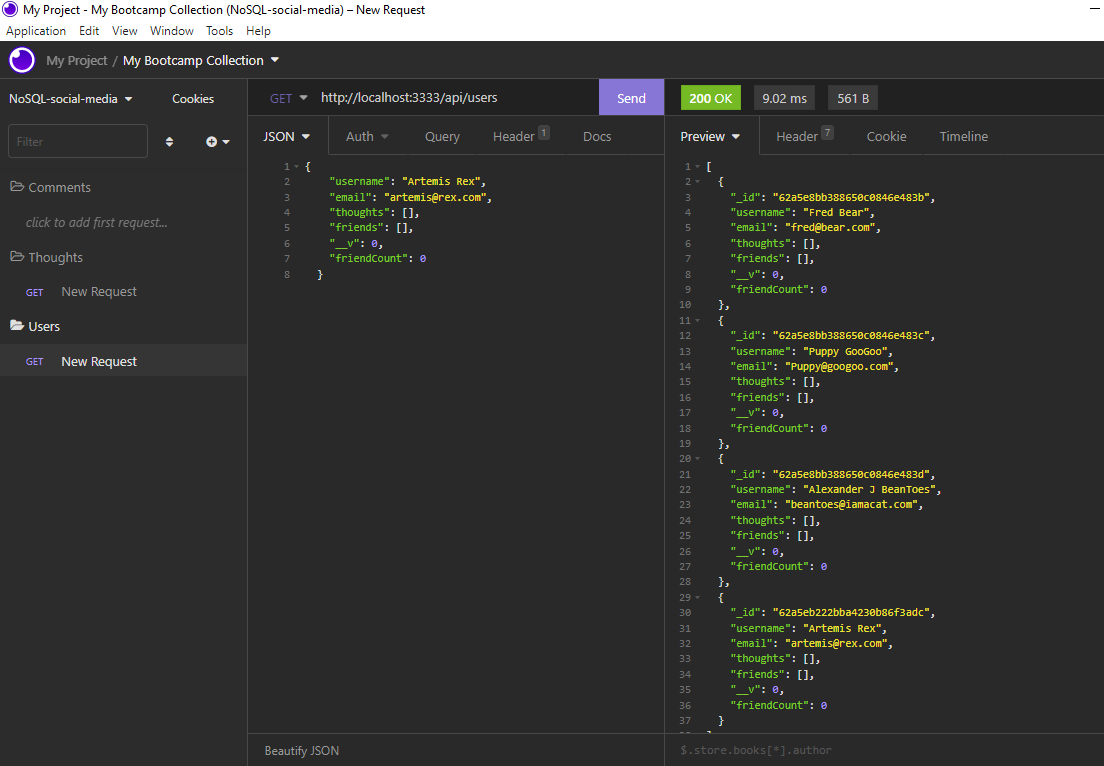 My Project - My Bootcamp Collection (NoSQL-social-media) – New Request
Application Edit View Window Tools Help
My Project / My Bootcamp Collection
NoSQL-social-media Cookies
Filter
Comments
click to add first request...
Thoughts
GET New Request
Users
GET New Request
GET http://localhost:3333/api/users Send
JSON Auth Query Header 1 Docs
1 {
2 "username": "Artemis Rex",
3 "email": "artemis@rex.com",
4 "thoughts": [],
5 "friends": [],
6 "__v": 0,
7 "friendCount": 0
8 }
Beautify JSON
200 OK 9.02 ms 561 B
Preview Header 7 Cookie Timeline
1 [
2 {
3 "_id": "62a5e8bb388650c0846e483b",
4 "username": "Fred Bear",
5 "email": "fred@bear.com",
6 "thoughts": [],
7 "friends": [],
8 "__v": 0,
9 "friendCount": 0
10 },
11 {
12 "_id": "62a5e8bb388650c0846e483c",
13 "username": "Puppy GooGoo",
14 "email": "Puppy@googoo.com",
15 "thoughts": [],
16 "friends": [],
17 "__v": 0,
18 "friendCount": 0
19 },
20 {
21 "_id": "62a5e8bb388650c0846e483d",
22 "username": "Alexander J BeanToes",
23 "email": "beantoes@iamacat.com",
24 "thoughts": [],
25 "friends": [],
26 "__v": 0,
27 "friendCount": 0
28 },
29 {
30 "_id": "62a5eb222bba4230b86f3adc",
31 "username": "Artemis Rex",
32 "email": "artemis@rex.com",
33 "thoughts": [],
34 "friends": [],
35 "__v": 0,
36 "friendCount": 0
37 }
$.store.books[*].author